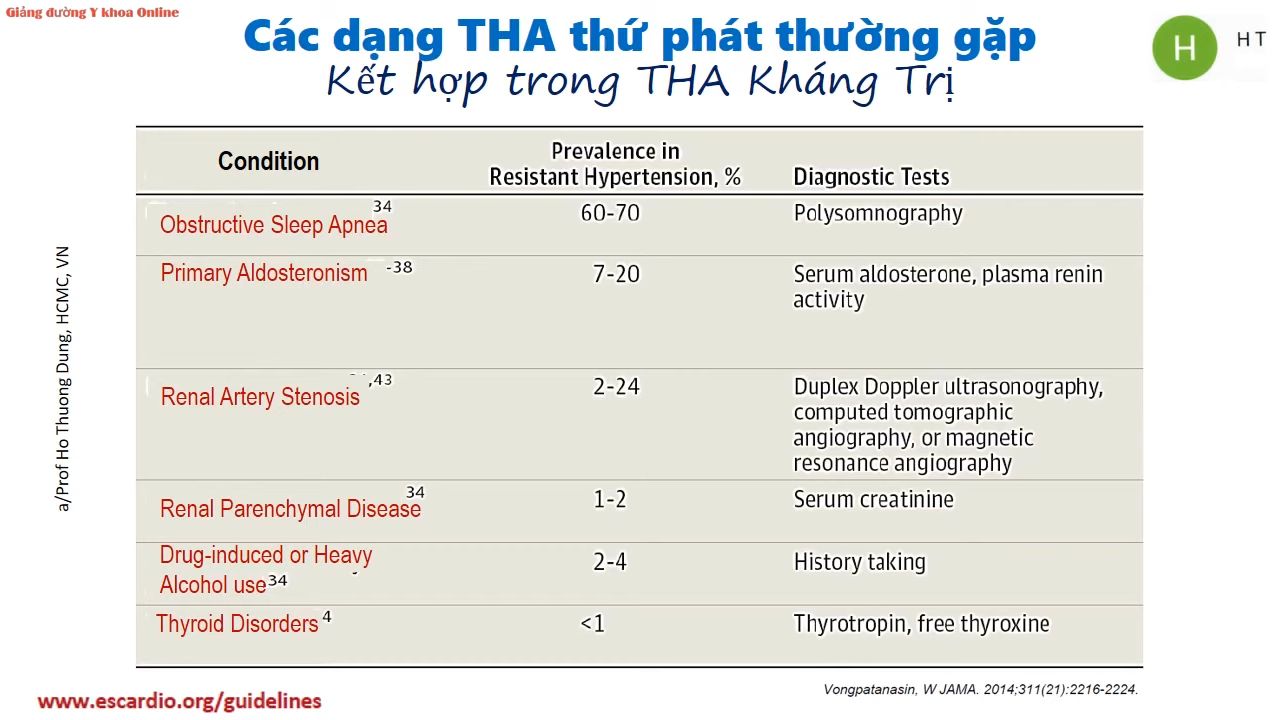 Giảng đường Y khoa Online
Các dạng THA thứ phát thường gặp
Kết hợp trong THA Kháng Trị
H
H T
a/Prof Ho Thuong Dung, HCMC, VN
Condition
Prevalence in
Resistant Hypertension, %
Diagnostic Tests
Obstructive Sleep Apnea 34
60-70
Polysomnography
Primary Aldosteronism -38
7-20
Serum aldosterone, plasma renin
activity
Renal Artery Stenosis ,43
2-24
Duplex Doppler ultrasonography,
computed tomographic
angiography, or magnetic
resonance angiography
Renal Parenchymal Disease 34
1-2
Serum creatinine
Drug-induced or Heavy
Alcohol use 34
2-4
History taking
Thyroid Disorders 4
<1
Thyrotropin, free thyroxine
www.escardio.org/guidelines
Vongpatanasin, W JAMA. 2014;311(21):2216-2224.